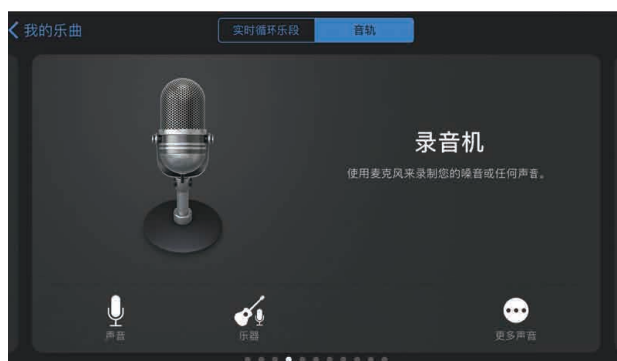 我的乐曲
实时循环乐段
音轨
录音机
使用麦克风来录制您的嗓音或任何声音。
声音
乐器
更多声音